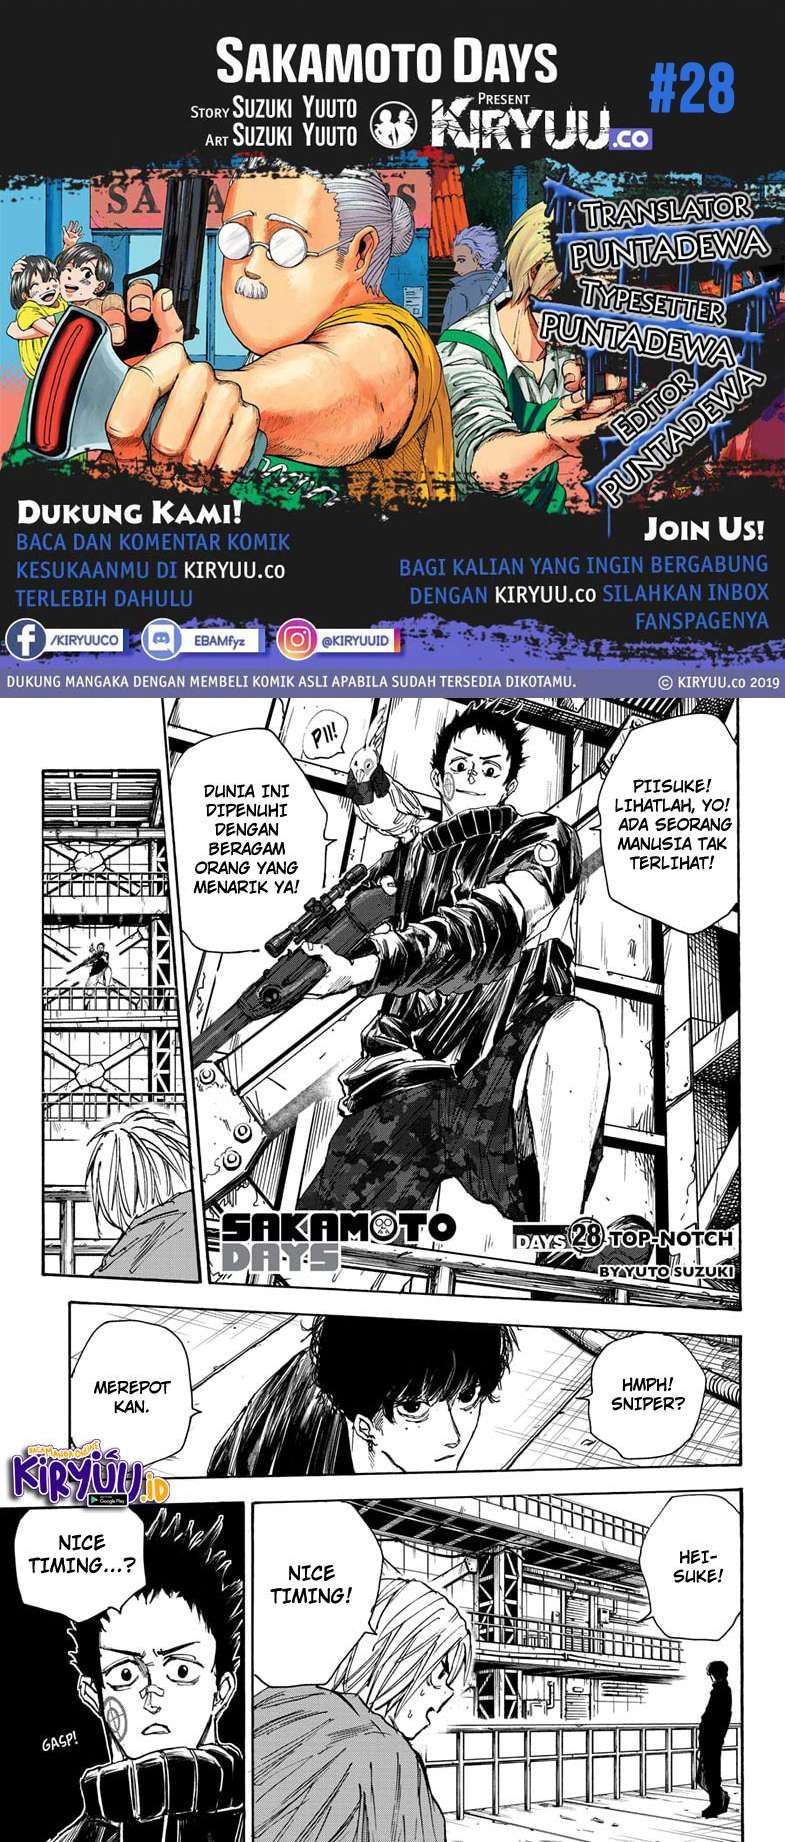 SAKAMOTO DAYS
#28
STORY SUZUKI YUUTO
ART SUZUKI YUUTO
PRESENT
KIRYUU.co
TRANSLATOR
PUNTADEWA
TYPESETTER
PUNTADEWA
EDITOR
PUNTADEWA
DUKUNG KAMI!
BACA DAN KOMENTAR KOMIK
KESUKAANMU DI KIRYUU.co
TERLEBIH DAHULU
JOIN US!
BAGI KALIAN YANG INGIN BERGABUNG
DENGAN KIRYUU.co SILAHKAN INBOX
FANSPAGENYA
/KIRYUUCO
EBAMfyz
@KIRYUUID
DUKUNG MANGAKA DENGAN MEMBELI KOMIK ASLI APABILA SUDAH TERSEDIA DIKOTAMU.
© KIRYUU.co 2019
PIISUKE!
LIHATLAH, YO!
ADA SEORANG
MANUSIA TAK
TERLIHAT!
PII!
DUNIA INI
DIPENUHI
DENGAN
BERAGAM
ORANG YANG
MENARIK YA!
SAKAMOTO
DAYS
DAYS 28 TOP-NOTCH
BY YUTO SUZUKI
HMPH!
SNIPER?
MEREPOT
KAN.
BACA MANGA ONLINE
KIRYUU.iD
Google Play
HEI-
SUKE!
NICE
TIMING!
NICE
TIMING...?
GASP!